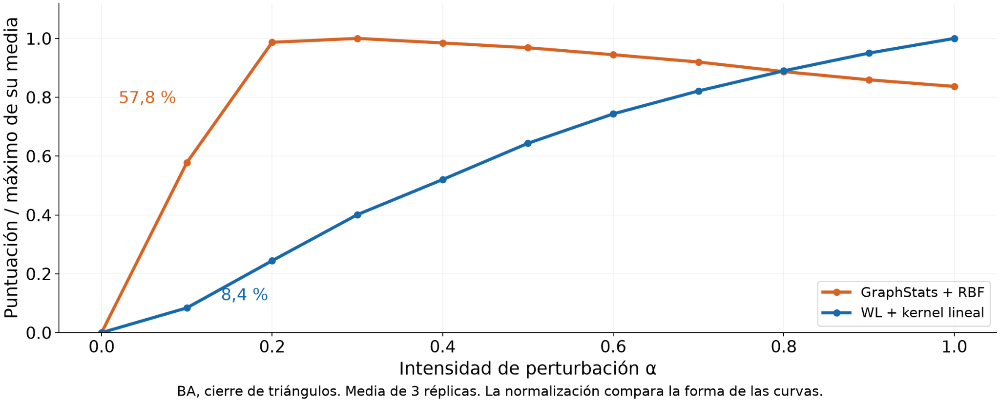 Puntuación / máximo de su media
1.0
0.8
0.6
0.4
0.2
0.0
57,8 %
8,4 %
GraphStats + RBF
WL + kernel lineal
0.0 0.2 0.4 0.6 0.8 1.0
Intensidad de perturbación α
BA, cierre de triángulos. Media de 3 réplicas. La normalización compara la forma de las curvas.